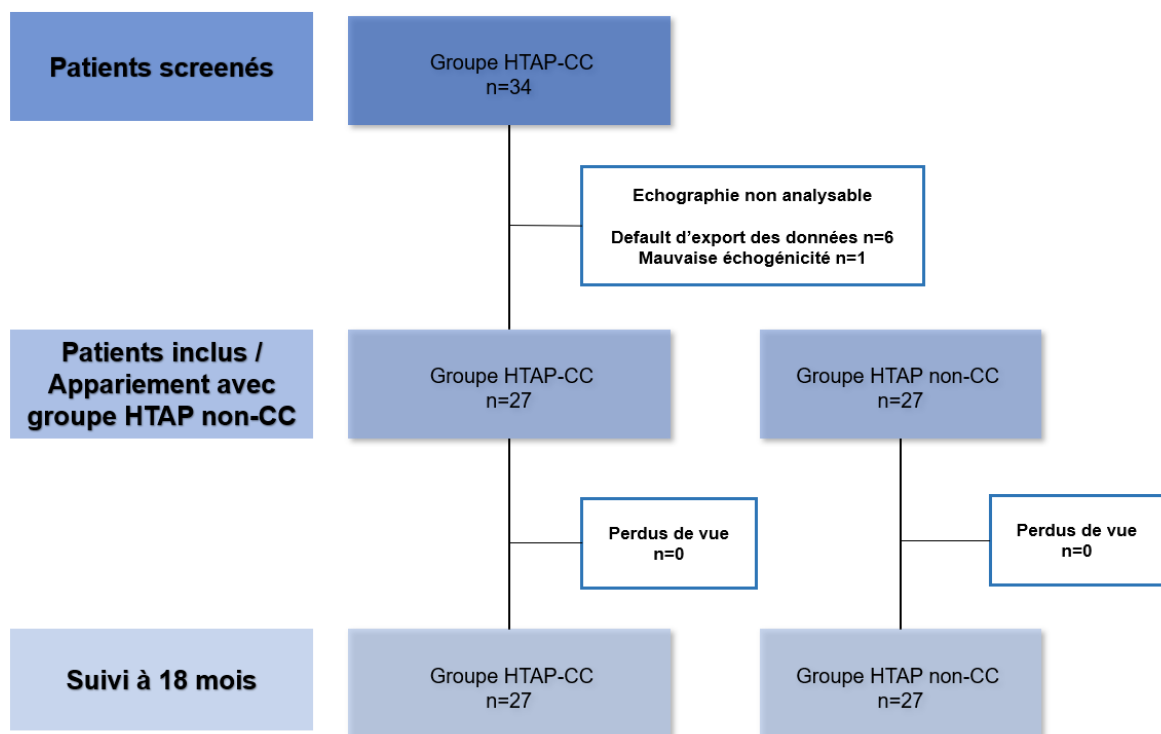 Patients screenés
Groupe HTAP-CC
n=34
Echographie non analysable
Default d'export des données n=6
Mauvaise échogénicité n=1
Patients inclus /
Appariement avec
groupe HTAP non-CC
Groupe HTAP-CC
n=27
Groupe HTAP non-CC
n=27
Perdus de vue
n=0
Perdus de vue
n=0
Suivi à 18 mois
Groupe HTAP-CC
n=27
Groupe HTAP non-CC
n=27